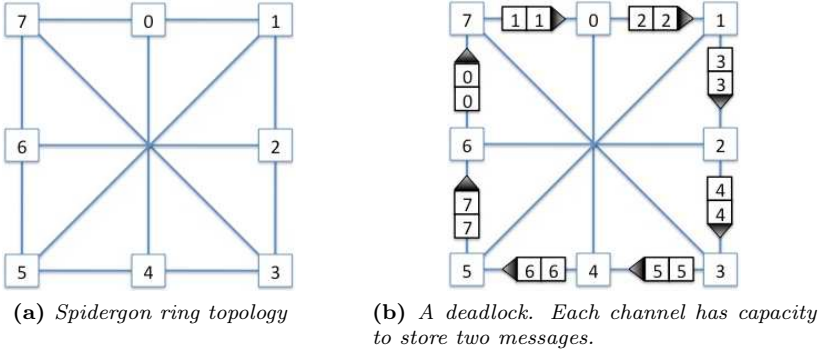 7 0 1
6 2
5 4 3
(a) Spidergon ring topology
7 1 1 0 2 2 1
0 3
0 3
6 2
7 4
7 4
5 6 6 4 5 5 3
(b) A deadlock. Each channel has capacity
to store two messages.